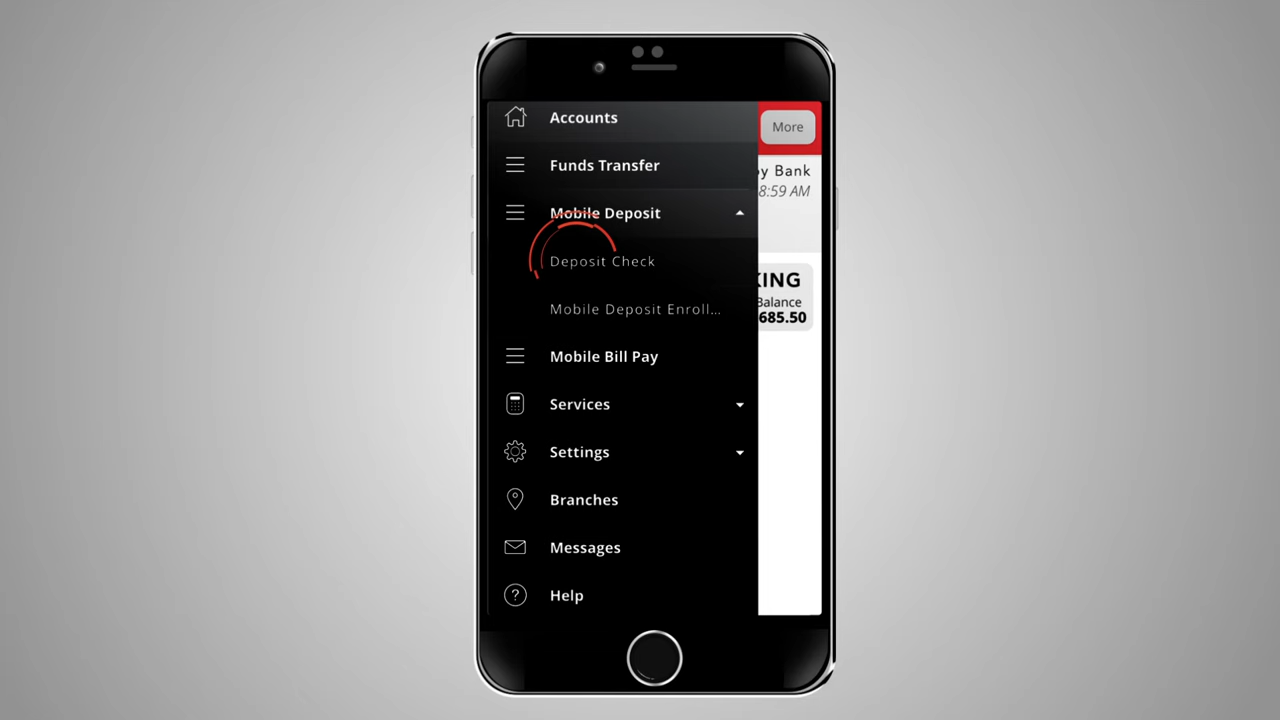 Accounts
More
Funds Transfer
y Bank
8:59 AM
Mobile Deposit
Deposit Check
KING
Balance
685.50
Mobile Deposit Enroll...
Mobile Bill Pay
Services
Settings
Branches
Messages
Help